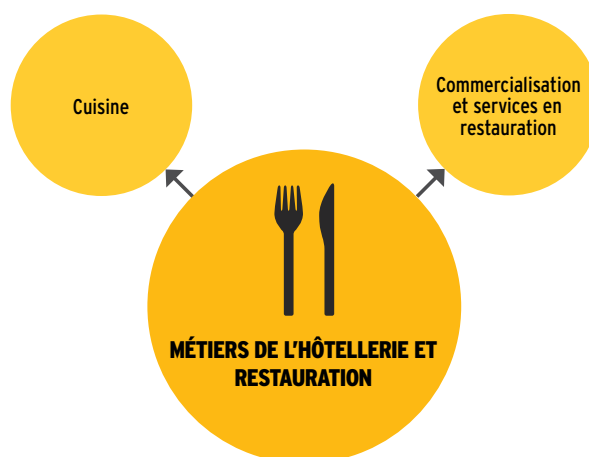 Cuisine
Commercialisation
et services en
restauration
MÉTIERS DE L'HÔTELLERIE ET
RESTAURATION